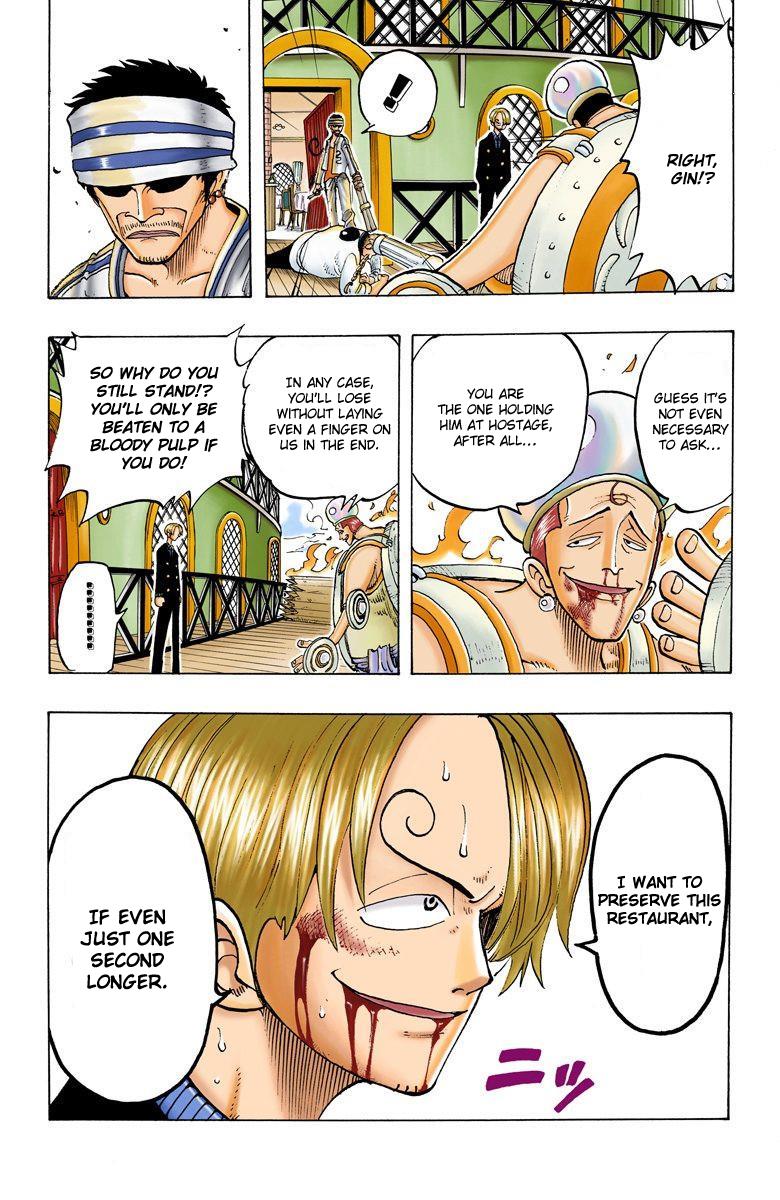 RIGHT,
GIN!?
!
GUESS IT'S
NOT EVEN
NECESSARY
TO ASK...
YOU ARE
THE ONE HOLDING
HIM AT HOSTAGE,
AFTER ALL...
IN ANY CASE,
YOU'LL LOSE
WITHOUT LAYING
EVEN A FINGER ON
US IN THE END.
SO WHY DO YOU
STILL STAND!?
YOU'LL ONLY BE
BEATEN TO A
BLOODY PULP IF
YOU DO!
........
I WANT TO
PRESERVE THIS
RESTAURANT,
IF EVEN
JUST ONE
SECOND
LONGER.
ニッ